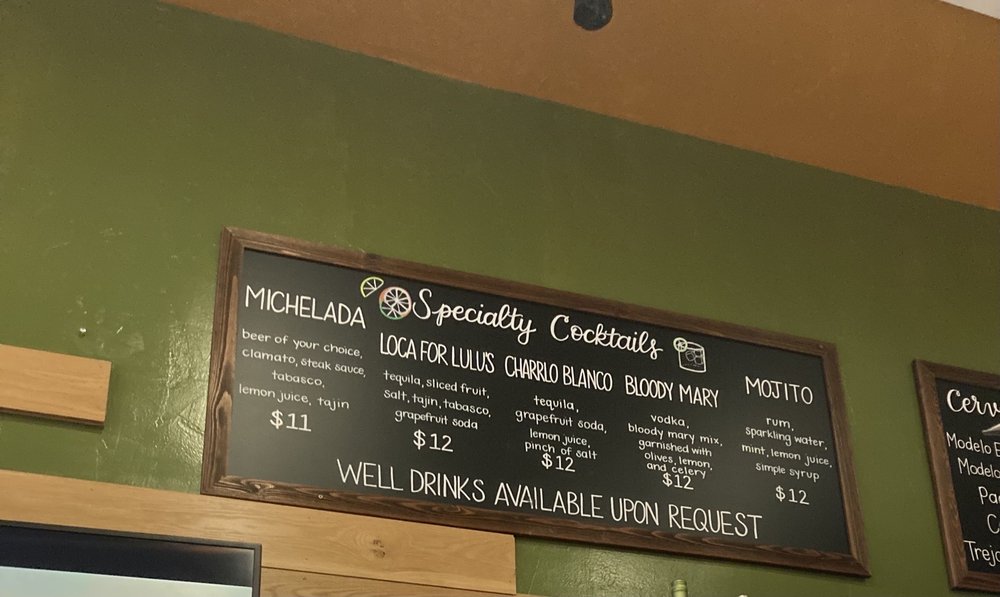 Specialty Cocktails
MICHELADA
beer of your choice,
clamato, steak sauce,
tabasco,
lemon juice, tajin
$11
LOCA FOR LULU'S
tequila, sliced fruit,
salt, tajin, tabasco,
grapefruit soda
$12
CHARRLO BLANCO
tequila,
grapefruit soda,
lemon juice,
pinch of salt
$12
BLOODY MARY
vodka,
bloody mary mix,
garnished with
olives, lemon,
and celery
$12
MOJITO
rum,
sparkling water,
mint, lemon juice,
simple syrup
$12
WELL DRINKS AVAILABLE UPON REQUEST
Modelo
Modelo